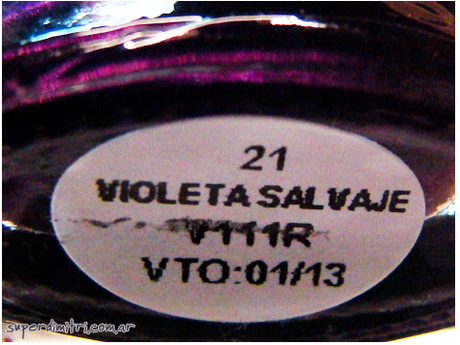 21
VIOLETA SALVAJE
V111R
VTO:01/13
superdimitri.com.ar